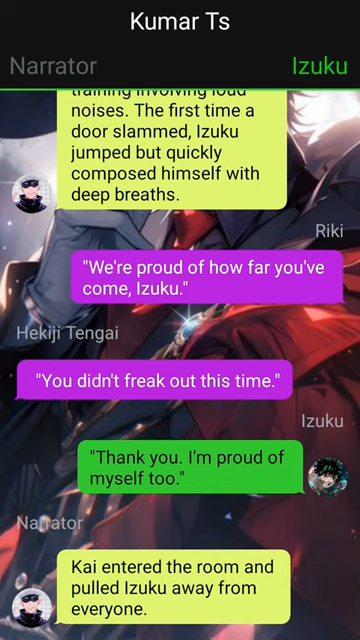 Kumar Ts
Narrator
Izuku
training involving loud
noises. The first time a
door slammed, Izuku
jumped but quickly
composed himself with
deep breaths.
Riki
"We're proud of how far you've
come, Izuku."
Hekiji Tengai
"You didn't freak out this time."
Izuku
"Thank you. I'm proud of
myself too."
Narrator
Kai entered the room and
pulled Izuku away from
everyone.